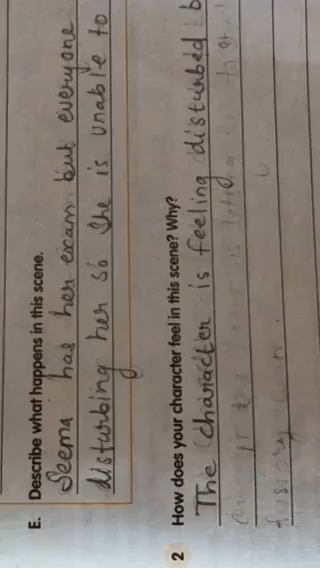 E. Describe what happens in this scene.
Seema has her exam but everyone
disturbing her so she is unable to
2 How does your character feel in this scene? Why?
The character is feeling disturbed b